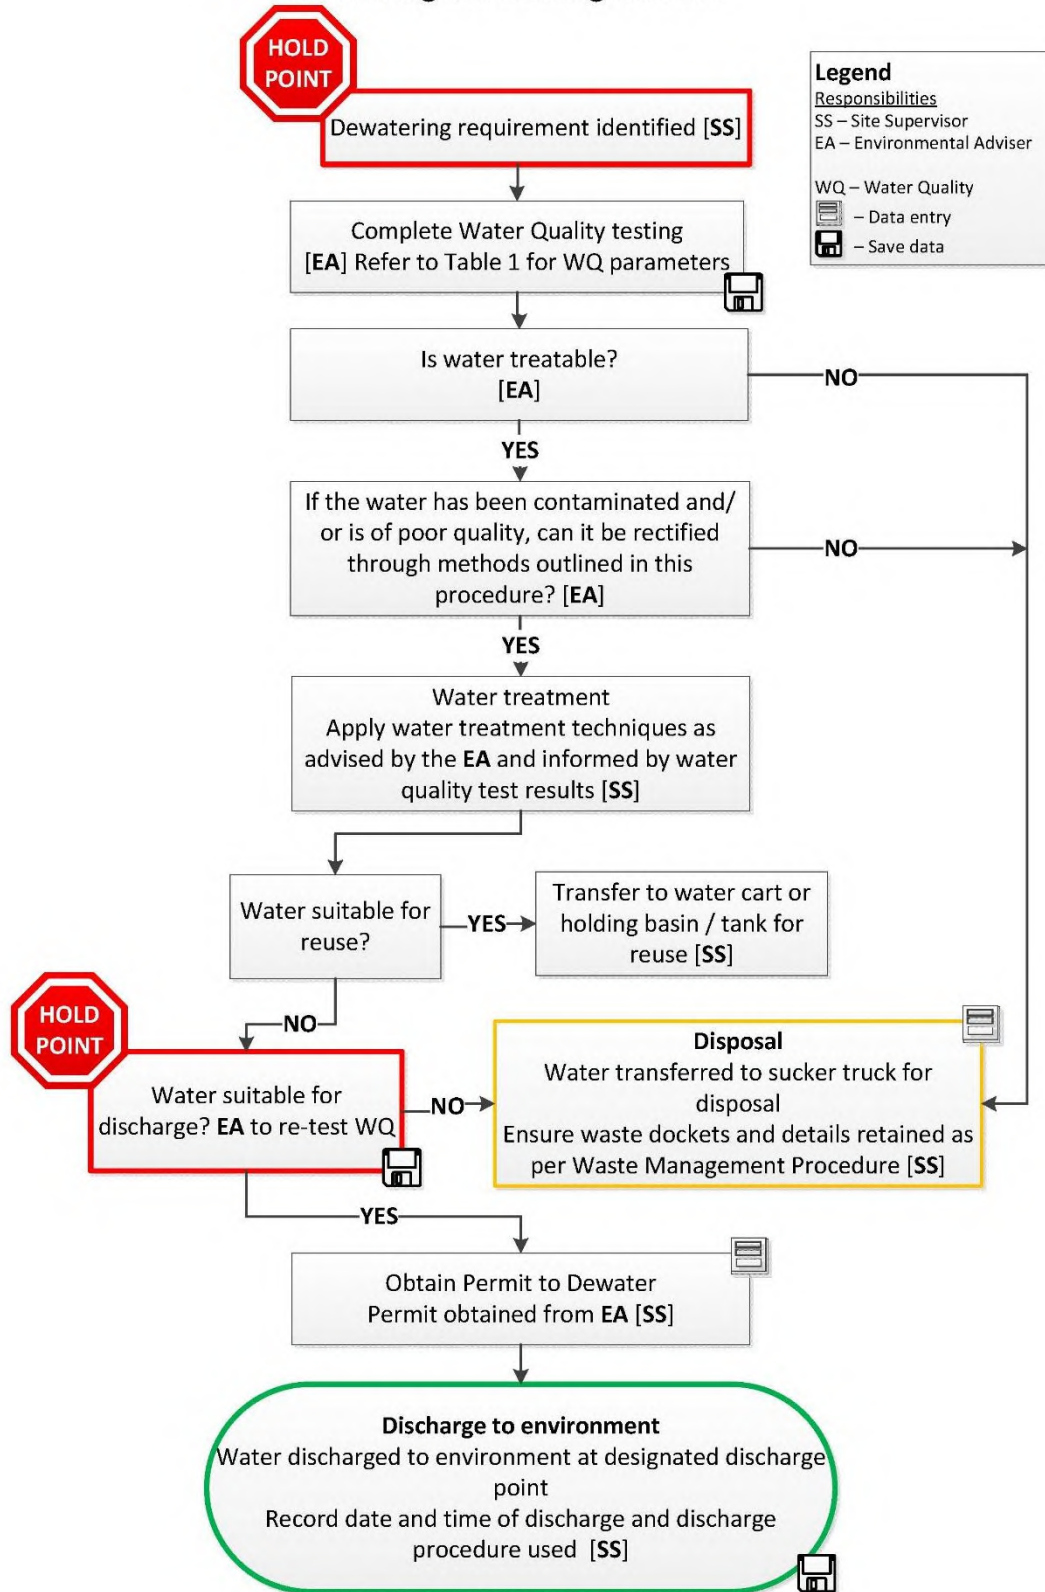 HOLD
POINT
Dewatering requirement identified [SS]
Legend
Responsibilities
SS – Site Supervisor
EA – Environmental Adviser
WQ – Water Quality
– Data entry
– Save data
Complete Water Quality testing
[EA] Refer to Table 1 for WQ parameters
Is water treatable?
[EA]
NO
YES
If the water has been contaminated and/
or is of poor quality, can it be rectified
through methods outlined in this
procedure? [EA]
NO
YES
Water treatment
Apply water treatment techniques as
advised by the EA and informed by water
quality test results [SS]
Water suitable for
reuse?
YES
Transfer to water cart or
holding basin / tank for
reuse [SS]
NO
HOLD
POINT
Water suitable for
discharge? EA to re-test WQ
NO
Disposal
Water transferred to sucker truck for
disposal
Ensure waste dockets and details retained as
per Waste Management Procedure [SS]
YES
Obtain Permit to Dewater
Permit obtained from EA [SS]
Discharge to environment
Water discharged to environment at designated discharge
point
Record date and time of discharge and discharge
procedure used [SS]